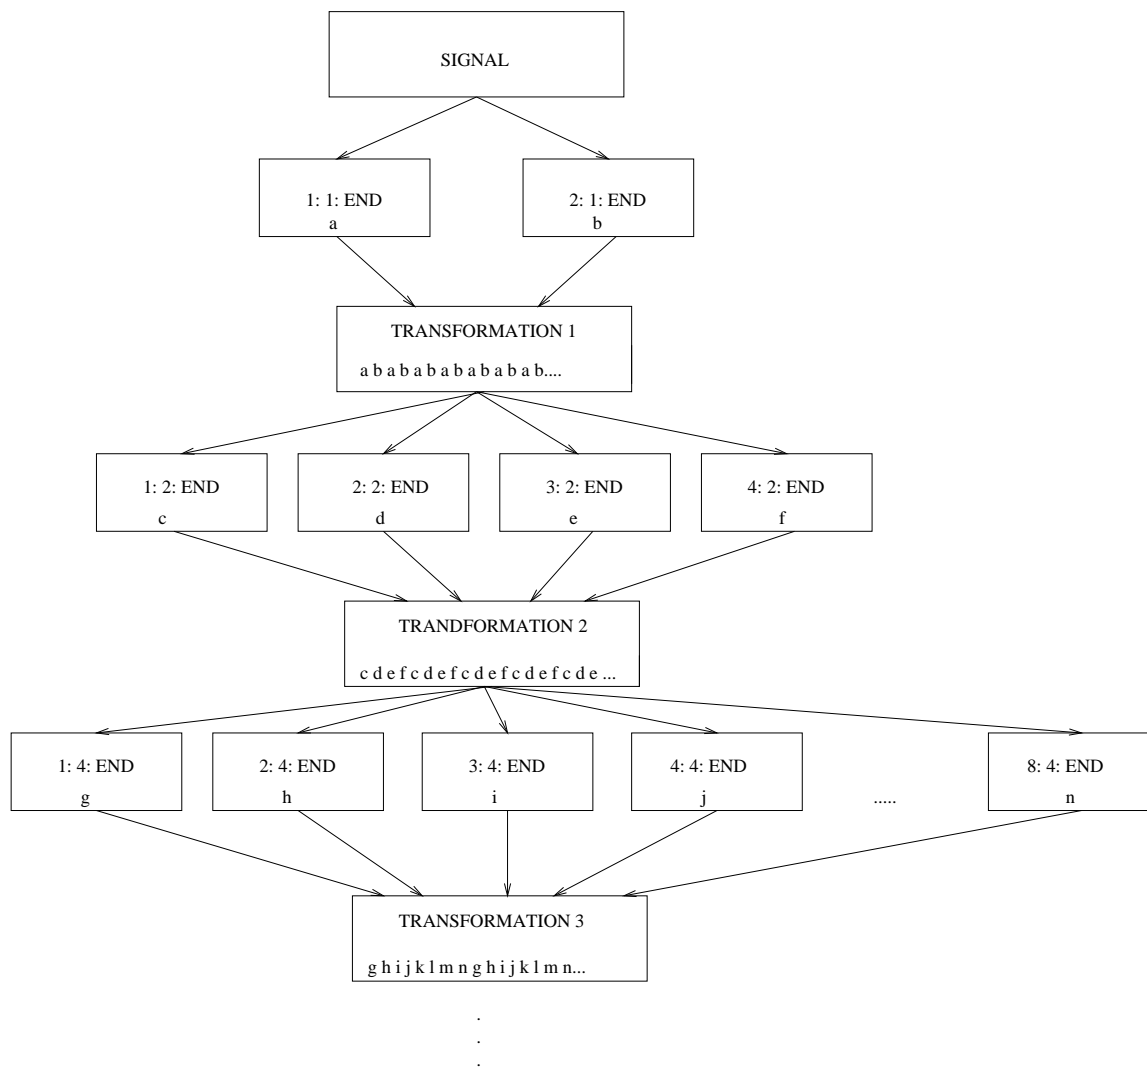 SIGNAL
1: 1: END
a
2: 1: END
b
TRANSFORMATION 1
a b a b a b a b a b a b a b....
1: 2: END
c
2: 2: END
d
3: 2: END
e
4: 2: END
f
TRANDFORMATION 2
c d e f c d e f c d e f c d e f c d e ...
1: 4: END
g
2: 4: END
h
3: 4: END
i
4: 4: END
j
.....
8: 4: END
n
TRANSFORMATION 3
g h i j k l m n g h i j k l m n...
.
.
.